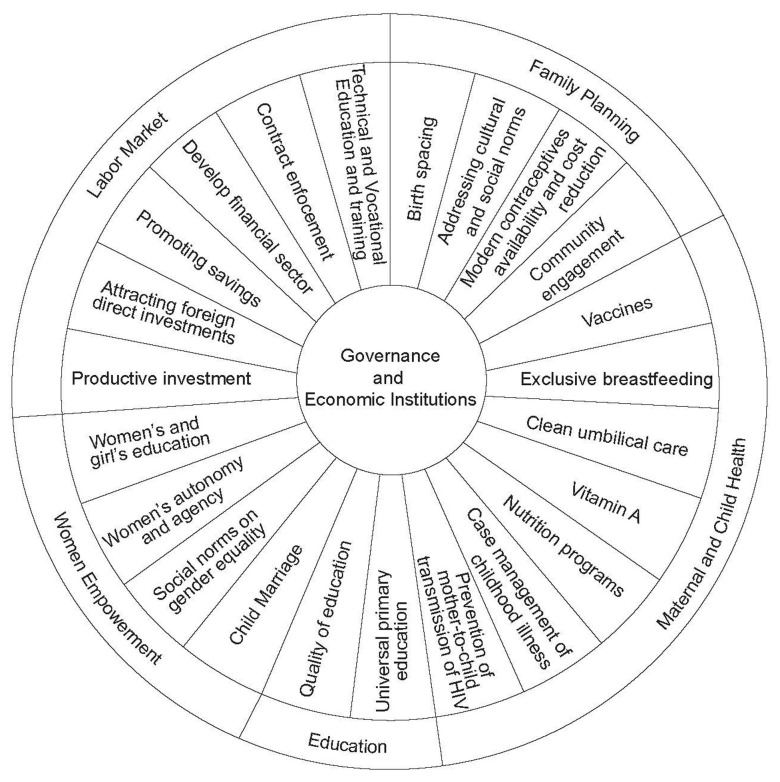 Family Planning
Birth spacing
Addressing cultural
and social norms
Modern contraceptives
availability and cost
reduction
Community
engagement
Maternal and Child Health
Vaccines
Exclusive breastfeeding
Clean umbilical care
Vitamin A
Nutrition programs
Case management of
childhood illness
Prevention of
mother-to-child
transmission of HIV
Education
Universal primary
education
Quality of education
Women Empowerment
Child Marriage
Social norms on
gender equality
Women's autonomy
and agency
Women's and
girl's education
Labor Market
Productive investment
Attracting foreign
direct investments
Promoting savings
Develop financial sector
Contract enfocement
Technical and Vocational
Education and training
Governance
and
Economic Institutions